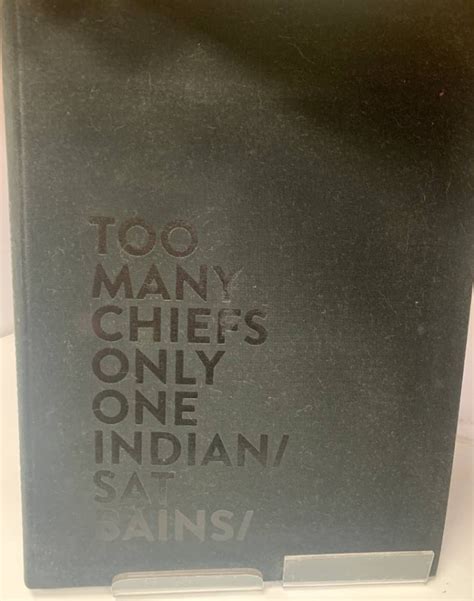 TOO
MANY
CHIEFS
ONLY
ONE
INDIAN/
SAT
BAINS/